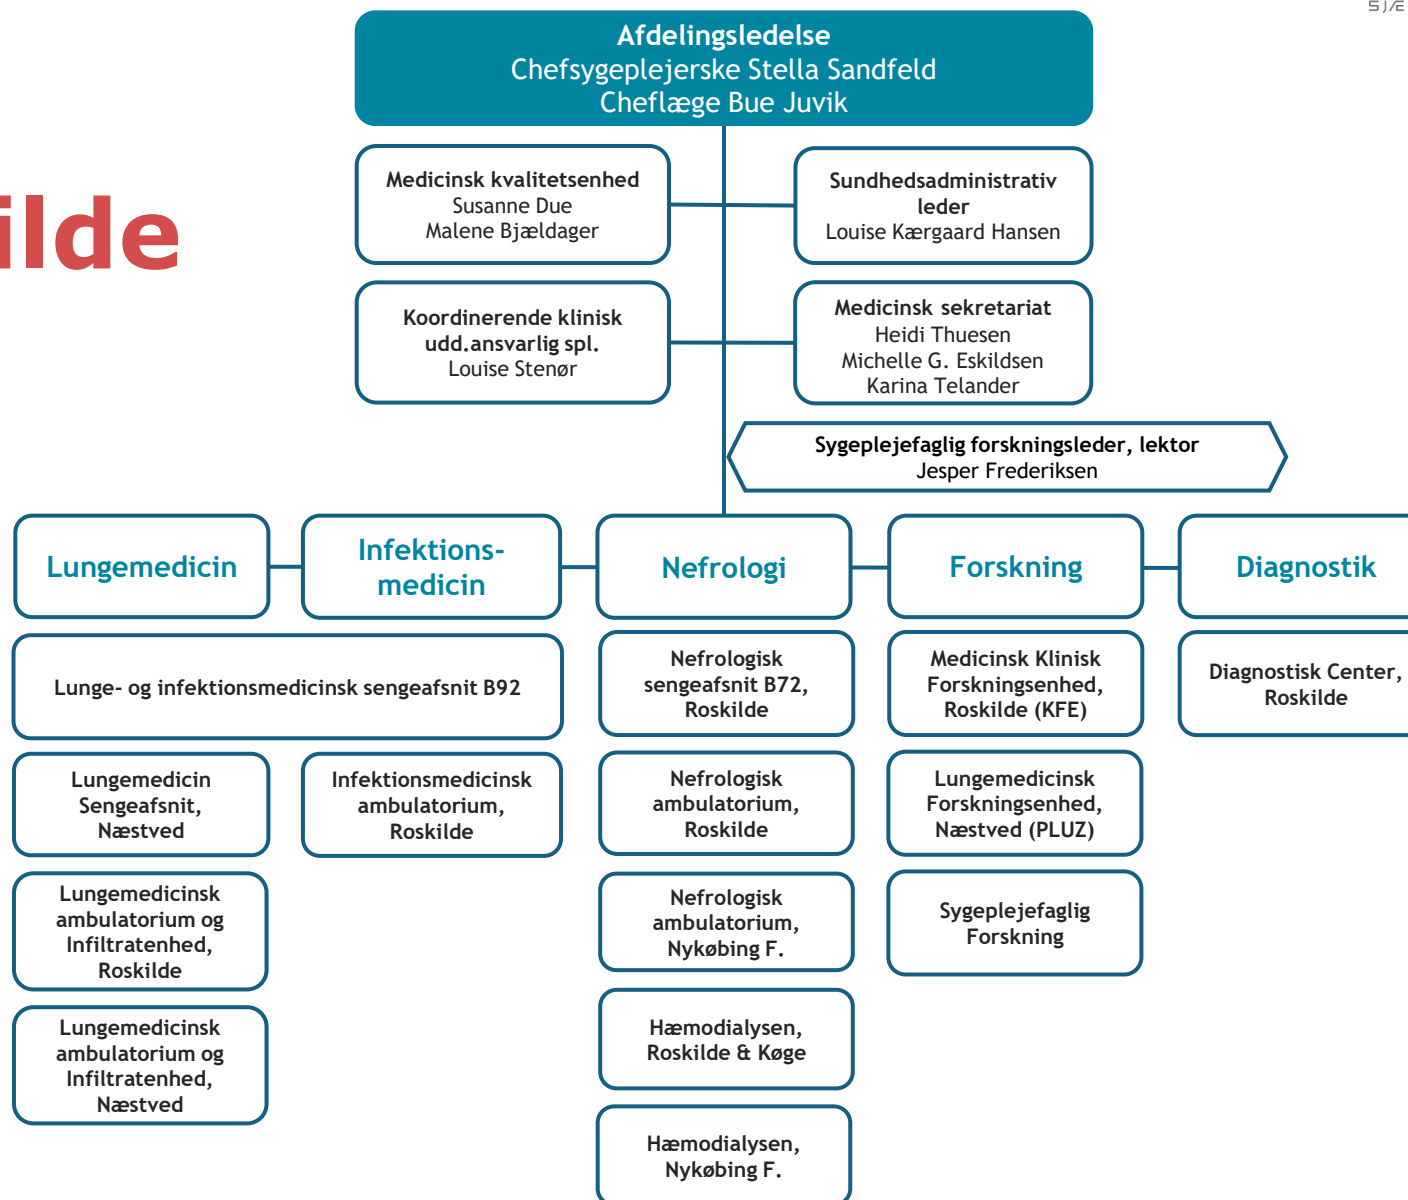 SJÆ
Afdelingsledelse
Chefsygeplejerske Stella Sandfeld
Cheflæge Bue Juvik
ilde
Medicinsk kvalitetsenhed
Susanne Due
Malene Bjældager
Sundhedsadministrativ
leder
Louise Kærgaard Hansen
Koordinerende klinisk
udd.ansvarlig spl.
Louise Stenør
Medicinsk sekretariat
Heidi Thuesen
Michelle G. Eskildsen
Karina Telander
Sygeplejefaglig forskningsleder, lektor
Jesper Frederiksen
Lungemedicin
Infektions-
medicin
Nefrologi
Forskning
Diagnostik
Lunge- og infektionsmedicinsk sengeafsnit B92
Nefrologisk
sengeafsnit B72,
Roskilde
Medicinsk Klinisk
Forskningsenhed,
Roskilde (KFE)
Diagnostisk Center,
Roskilde
Lungemedicin
Sengeafsnit,
Næstved
Infektionsmedicinsk
ambulatorium,
Roskilde
Nefrologisk
ambulatorium,
Roskilde
Lungemedicinsk
Forskningsenhed,
Næstved (PLUZ)
Lungemedicinsk
ambulatorium og
Infiltratenhed,
Roskilde
Nefrologisk
ambulatorium,
Nykøbing F.
Sygeplejefaglig
Forskning
Lungemedicinsk
ambulatorium og
Infiltratenhed,
Næstved
Hæmodialysen,
Roskilde & Køge
Hæmodialysen,
Nykøbing F.